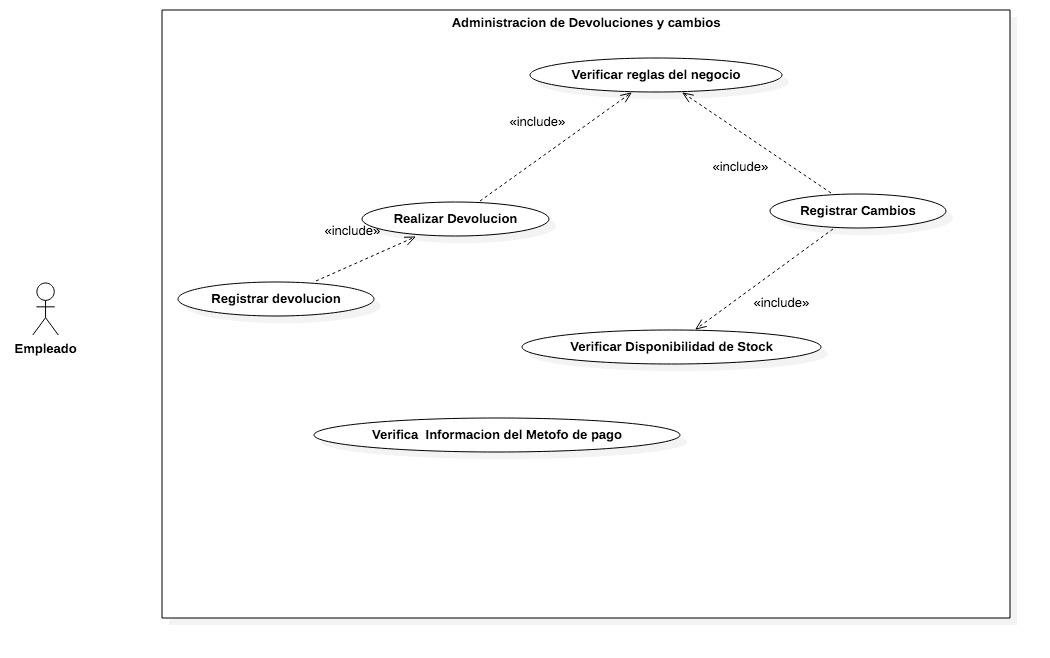 Administracion de Devoluciones y cambios
Verificar reglas del negocio
«include»
«include»
Realizar Devolucion
Registrar Cambios
«include»
Registrar devolucion
«include»
Empleado
Verificar Disponibilidad de Stock
Verifica  Informacion del Metofo de pago